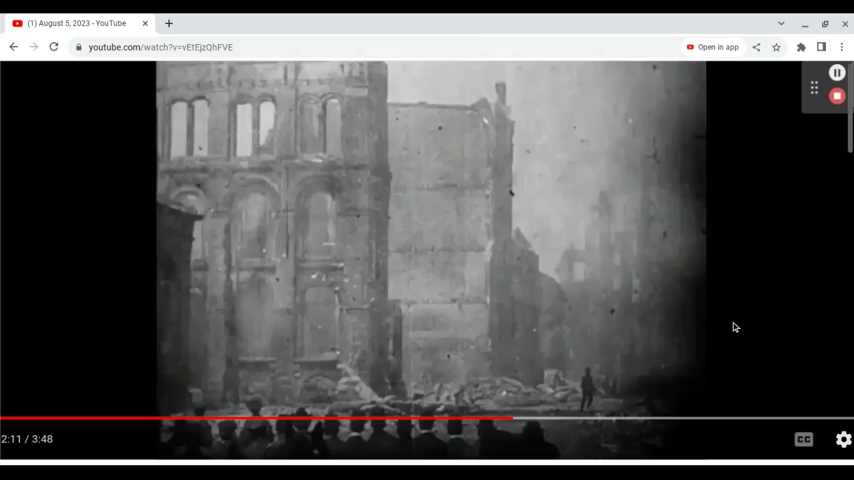 (1) August 5, 2023 - YouTube
youtube.com/watch?v=vEtEjzQhFVE
Open in app
2:11 / 3:48
CC